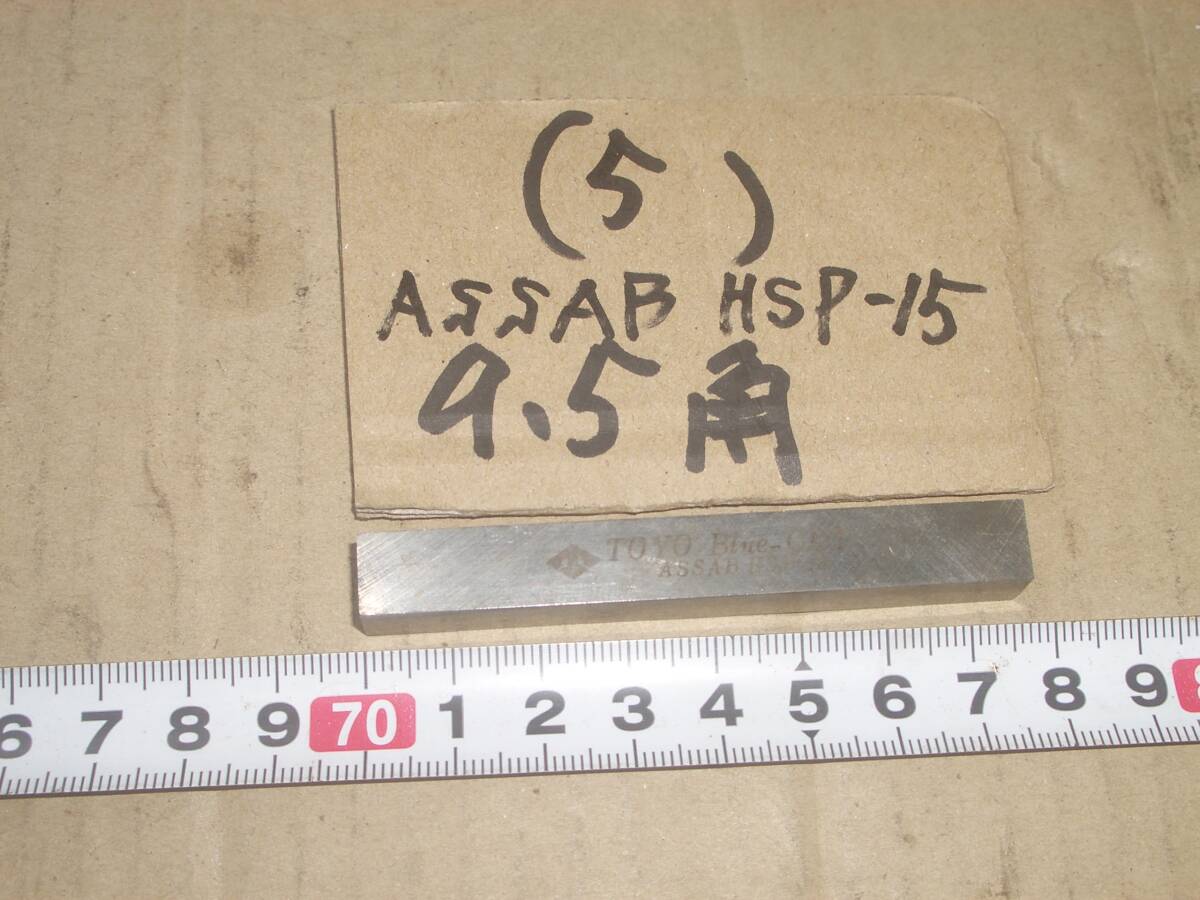 (5)
ASSAB HSP-15
9.5角
TOYO Blue-
ASSAB
6 7 8 9 70 1 2 3 4 5 6 7 8 9